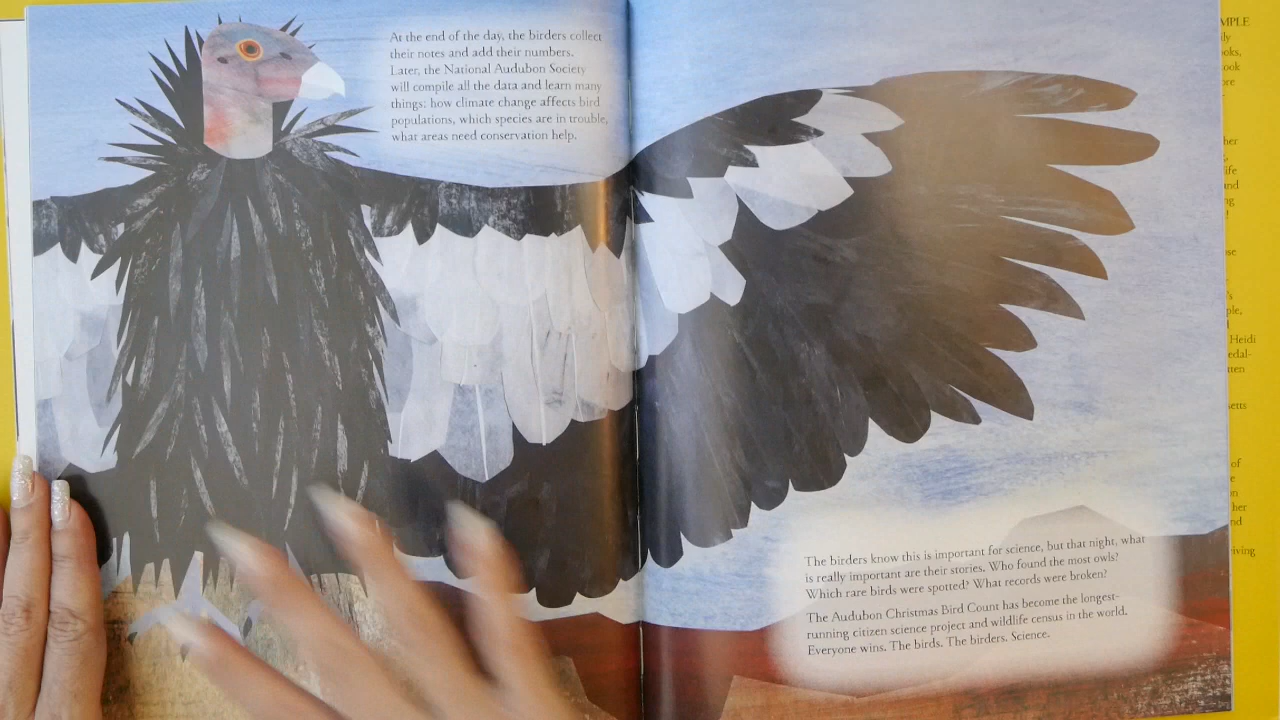 At the end of the day, the birders collect
their notes and add their numbers.
Later, the National Audubon Society
will compile all the data and learn many
things: how climate change affects bird
populations, which species are in trouble,
what areas need conservation help.
The birders know this is important for science, but that night, what
is really important are their stories. Who found the most owls?
Which rare birds were spotted? What records were broken?
The Audubon Christmas Bird Count has become the longest-
running citizen science project and wildlife census in the world.
Everyone wins. The birds. The birders. Science.
Heidi
of